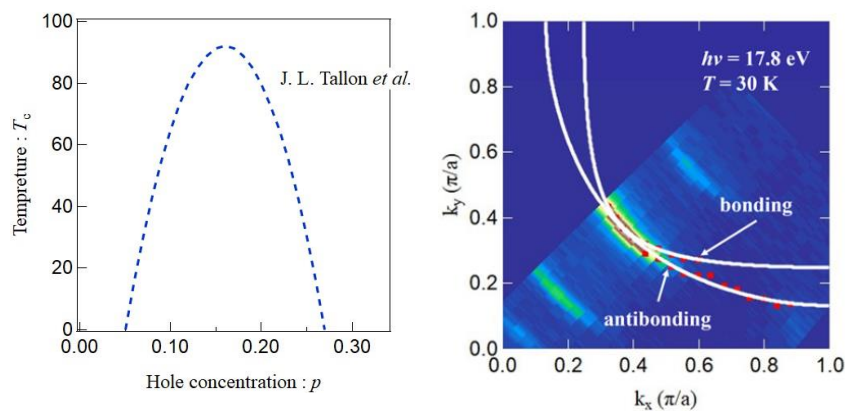 100
80
60
40
20
0
0.00
0.10
0.20
0.30
Tempreture : Tc
Hole concentration : p
J. L. Tallon et al.
1.0
0.8
0.6
0.4
0.2
0.0
0.0
0.2
0.4
0.6
0.8
1.0
ky (π/a)
kx (π/a)
hν = 17.8 eV
T = 30 K
bonding
antibonding